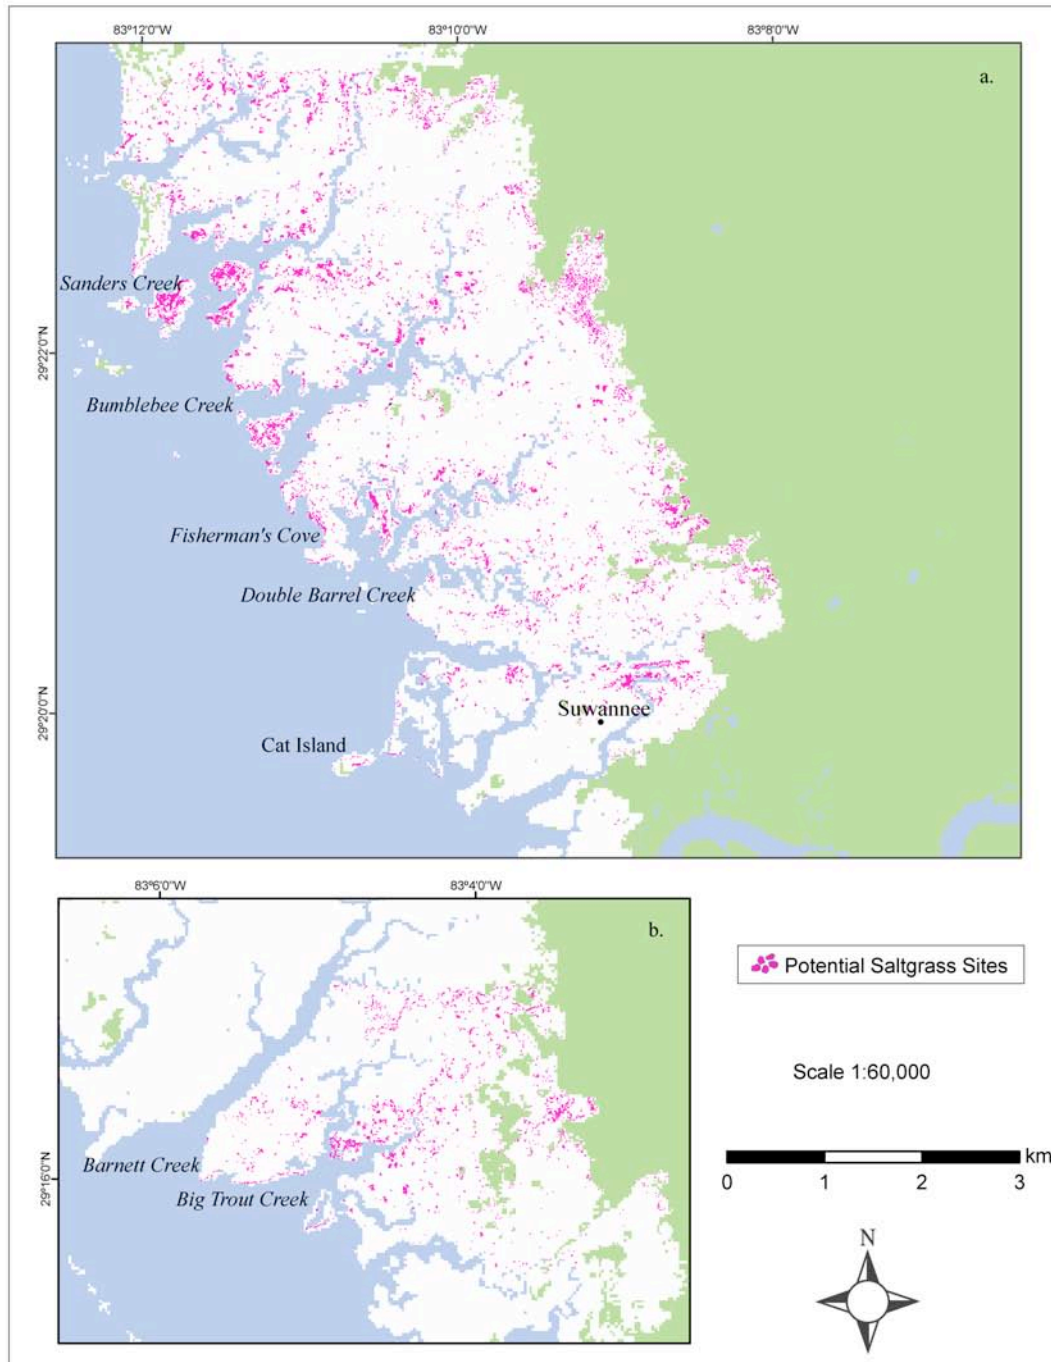 83°12'0"W
83°10'0"W
83°8'0"W
a.
Sanders Creek
29°22'0"N
Bumblebee Creek
Fisherman's Cove
Double Barrel Creek
29°20'0"N
Suwannee
Cat Island
83°6'0"W
83°4'0"W
b.
Potential Saltgrass Sites
Scale 1:60,000
Barnett Creek
29°16'0"N
Big Trout Creek
km
0 1 2 3
N